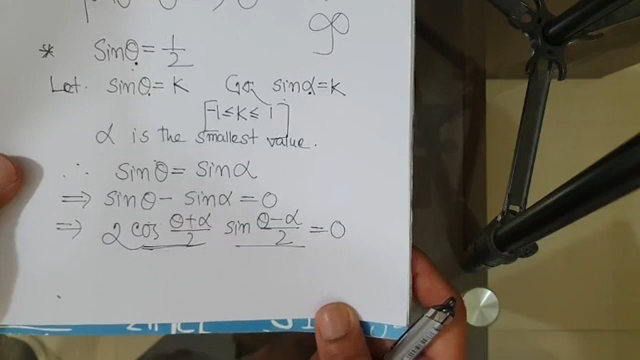 * Sinθ = 1/2
Let. sinθ = K sinα = K
[-1 ≤ K ≤ 1]
α is the smallest value.
∴ sinθ = sinα
⇒ sinθ - sinα = 0
⇒ 2 cos θ+α/2 sin θ-α/2 = 0